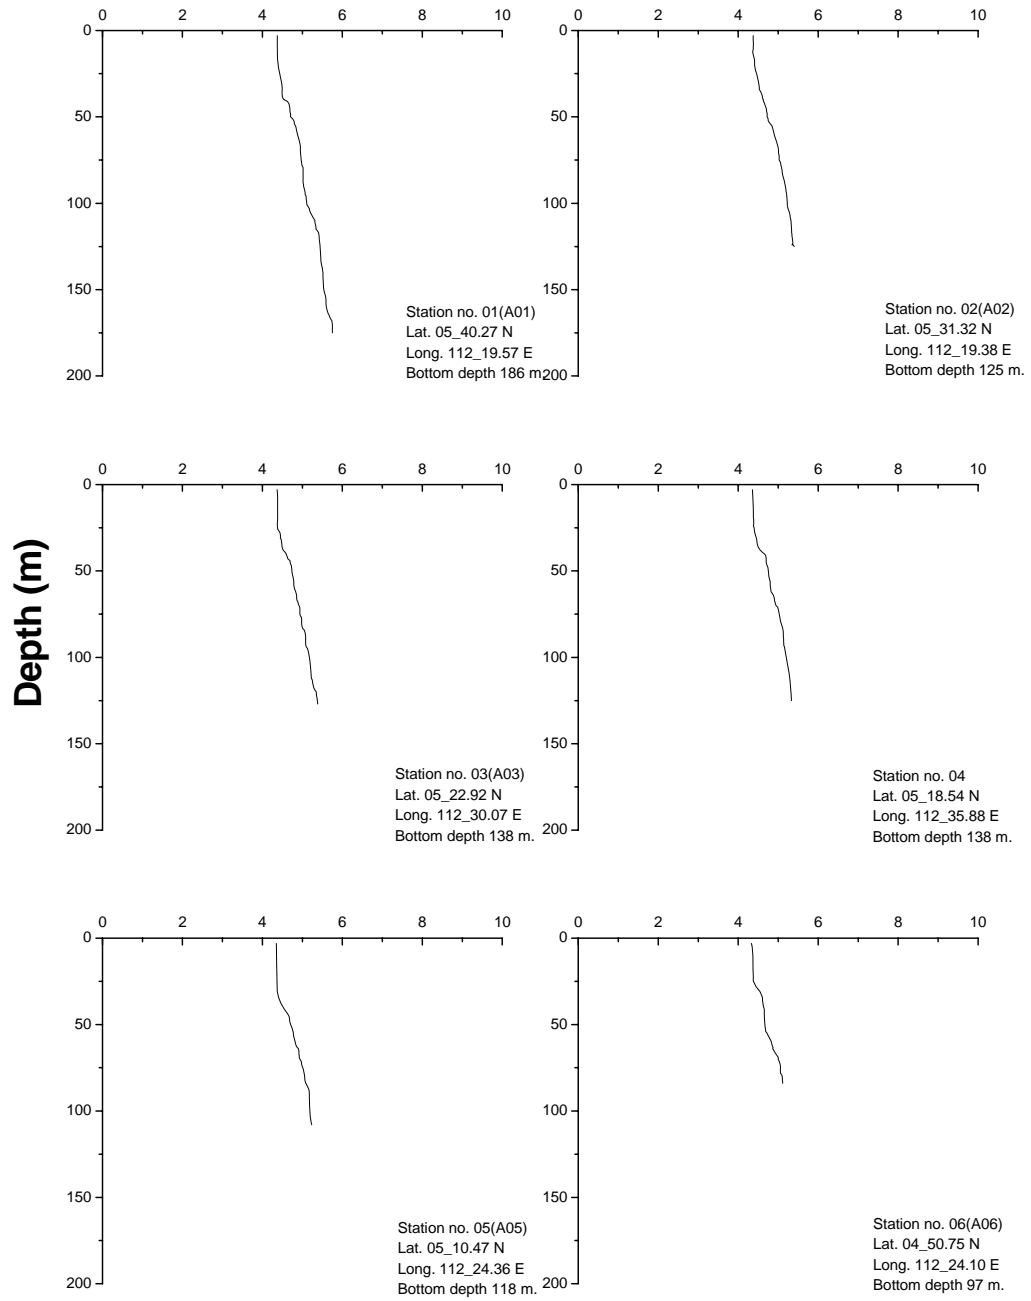 0 2 4 6 8 10
0 2 4 6 8 10
0
50
100
150
200
0
50
100
150
200
Station no. 01(A01)
Lat. 05_40.27 N
Long. 112_19.57 E
Bottom depth 186 m.
Station no. 02(A02)
Lat. 05_31.32 N
Long. 112_19.38 E
Bottom depth 125 m.
Depth (m)
0 2 4 6 8 10
0 2 4 6 8 10
0
50
100
150
200
0
50
100
150
200
Station no. 03(A03)
Lat. 05_22.92 N
Long. 112_30.07 E
Bottom depth 138 m.
Station no. 04
Lat. 05_18.54 N
Long. 112_35.88 E
Bottom depth 138 m.
0 2 4 6 8 10
0 2 4 6 8 10
0
50
100
150
200
0
50
100
150
200
Station no. 05(A05)
Lat. 05_10.47 N
Long. 112_24.36 E
Bottom depth 118 m.
Station no. 06(A06)
Lat. 04_50.75 N
Long. 112_24.10 E
Bottom depth 97 m.